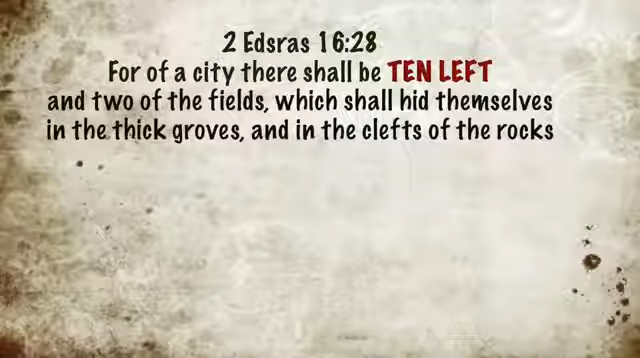 2 Edsras 16:28
For of a city there shall be TEN LEFT
and two of the fields, which shall hid themselves
in the thick groves, and in the clefts of the rocks